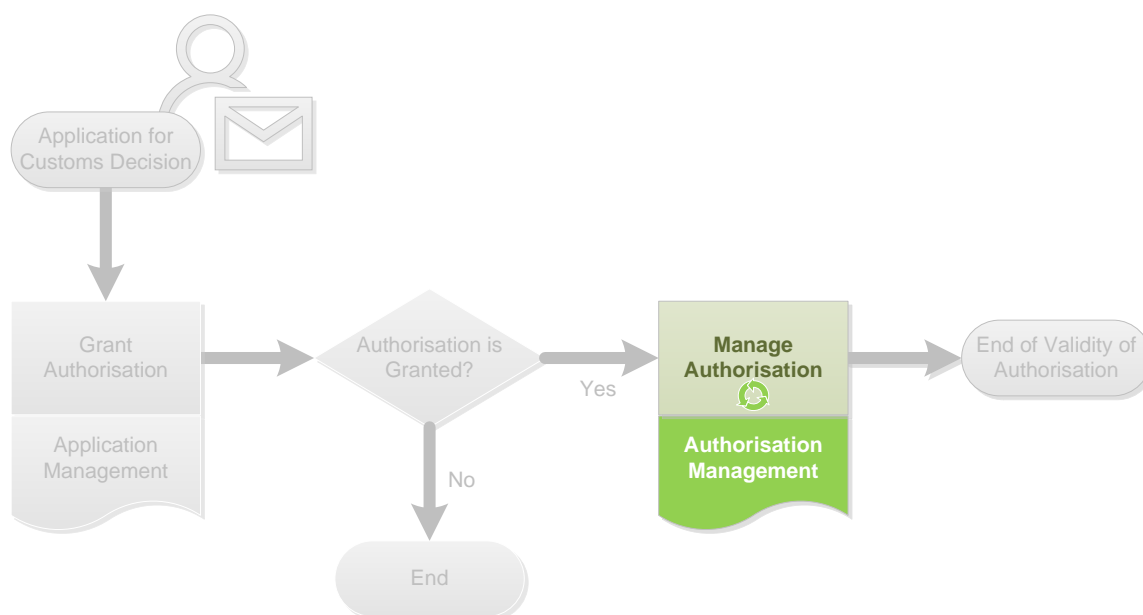 Application for
Customs Decision
Grant
Authorisation
Application
Management
Authorisation is
Granted?
Yes
No
End
Manage
Authorisation
Authorisation
Management
End of Validity of
Authorisation